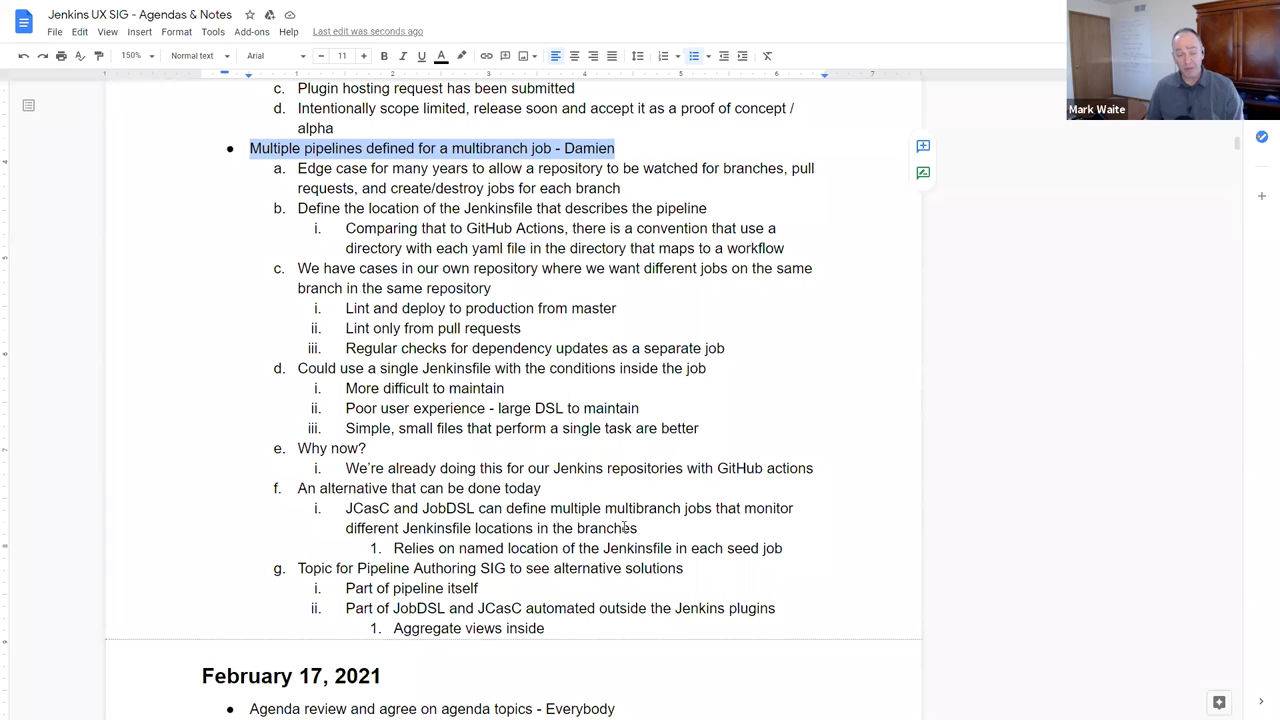 Jenkins UX SIG - Agendas & Notes
File Edit View Insert Format Tools Add-ons Help Last edit was seconds ago
150% Normal text Arial 11 B I U A
1 1 2 3 4 5 6 7
Mark Waite
c. Plugin hosting request has been submitted
d. Intentionally scope limited, release soon and accept it as a proof of concept /
alpha
● Multiple pipelines defined for a multibranch job - Damien
a. Edge case for many years to allow a repository to be watched for branches, pull
requests, and create/destroy jobs for each branch
b. Define the location of the Jenkinsfile that describes the pipeline
i. Comparing that to GitHub Actions, there is a convention that use a
directory with each yaml file in the directory that maps to a workflow
c. We have cases in our own repository where we want different jobs on the same
branch in the same repository
i. Lint and deploy to production from master
ii. Lint only from pull requests
iii. Regular checks for dependency updates as a separate job
d. Could use a single Jenkinsfile with the conditions inside the job
i. More difficult to maintain
ii. Poor user experience - large DSL to maintain
iii. Simple, small files that perform a single task are better
e. Why now?
i. We're already doing this for our Jenkins repositories with GitHub actions
f. An alternative that can be done today
i. JCasC and JobDSL can define multiple multibranch jobs that monitor
different Jenkinsfile locations in the branches
1. Relies on named location of the Jenkinsfile in each seed job
g. Topic for Pipeline Authoring SIG to see alternative solutions
i. Part of pipeline itself
ii. Part of JobDSL and JCasC automated outside the Jenkins plugins
1. Aggregate views inside
February 17, 2021
● Agenda review and agree on agenda topics - Everybody